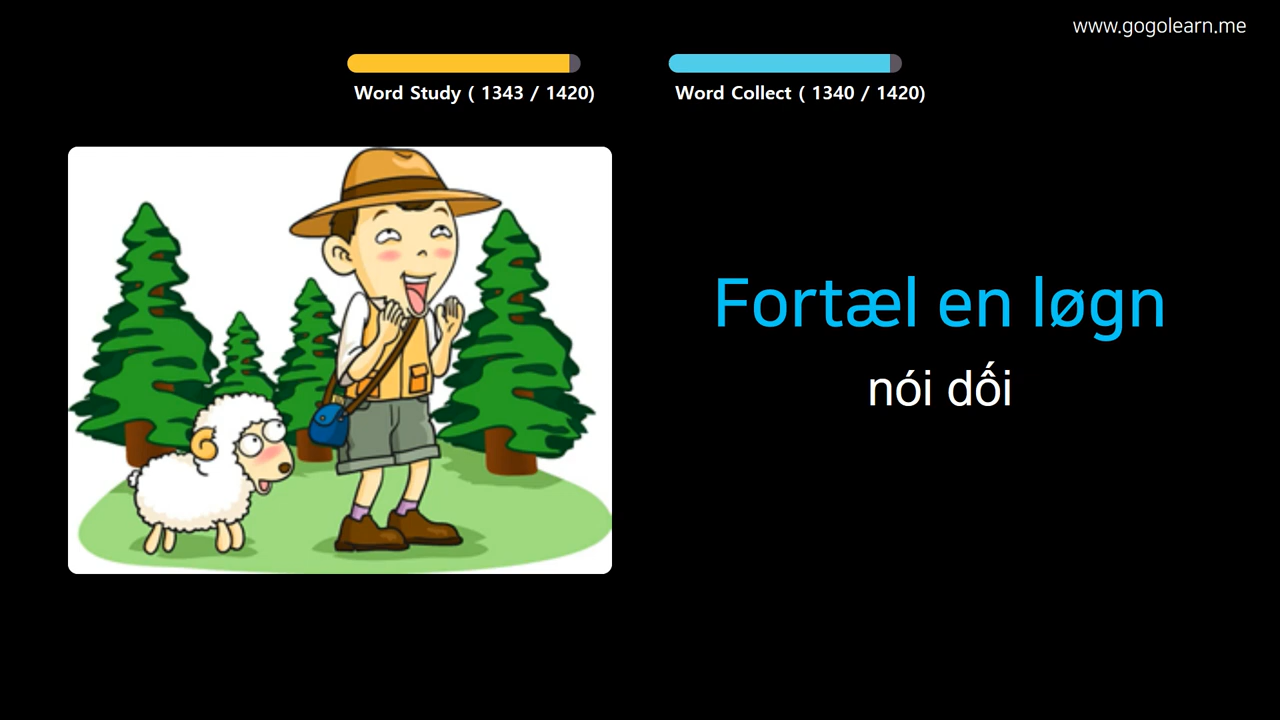 www.gogolearn.me
Word Study ( 1343 / 1420)
Word Collect ( 1340 / 1420)
Fortæl en løgn
nói dối